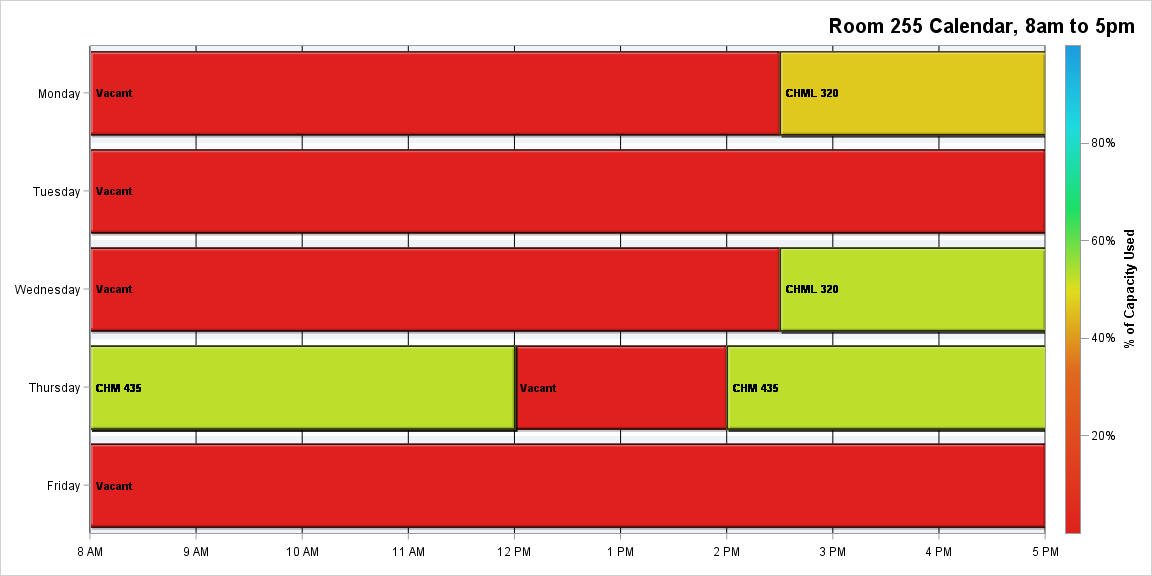 Room 255 Calendar, 8am to 5pm
Monday
Vacant
CHML 320
Tuesday
Vacant
Wednesday
Vacant
CHML 320
Thursday
CHM 435
Vacant
CHM 435
Friday
Vacant
8 AM
9 AM
10 AM
11 AM
12 PM
1 PM
2 PM
3 PM
4 PM
5 PM
80%
60%
40%
20%
% of Capacity Used